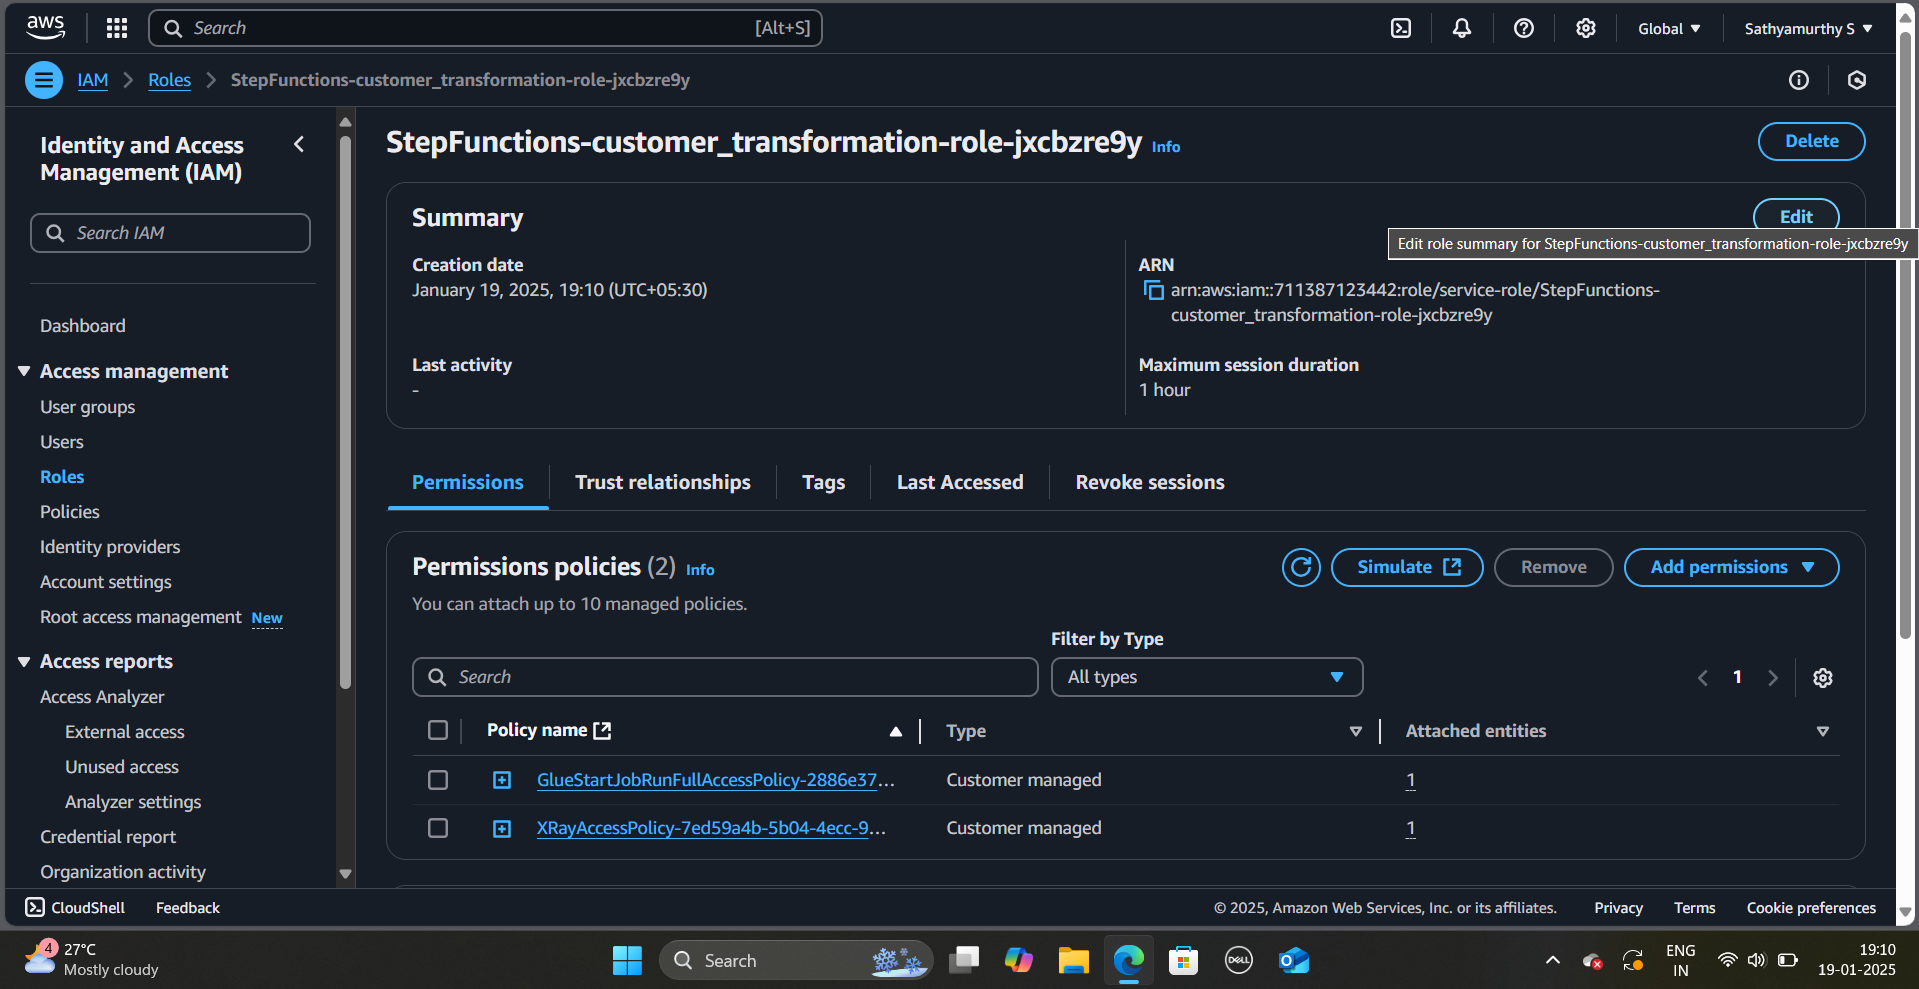 aws
Search [Alt+S]
Global
Sathyamurthy S
IAM
Roles
StepFunctions-customer_transformation-role-jxcbzre9y
Identity and Access
Management (IAM)
Search IAM
Dashboard
Access management
User groups
Users
Roles
Policies
Identity providers
Account settings
Root access management New
Access reports
Access Analyzer
External access
Unused access
Analyzer settings
Credential report
Organization activity
StepFunctions-customer_transformation-role-jxcbzre9y Info
Delete
Summary
Edit
Edit role summary for StepFunctions-customer_transformation-role-jxcbzre9y
Creation date
January 19, 2025, 19:10 (UTC+05:30)
ARN
arn:aws:iam::711387123442:role/service-role/StepFunctions-
customer_transformation-role-jxcbzre9y
Last activity
-
Maximum session duration
1 hour
Permissions
Trust relationships
Tags
Last Accessed
Revoke sessions
Permissions policies (2) Info
Simulate
Remove
Add permissions
You can attach up to 10 managed policies.
Filter by Type
Search
All types
1
Policy name
Type
Attached entities
GlueStartJobRunFullAccessPolicy-2886e37...
Customer managed
1
XRayAccessPolicy-7ed59a4b-5b04-4ecc-9...
Customer managed
1
CloudShell
Feedback
© 2025, Amazon Web Services, Inc. or its affiliates.
Privacy
Terms
Cookie preferences
4
27°C
Mostly cloudy
Search
DELL
ENG
IN
19:10
19-01-2025